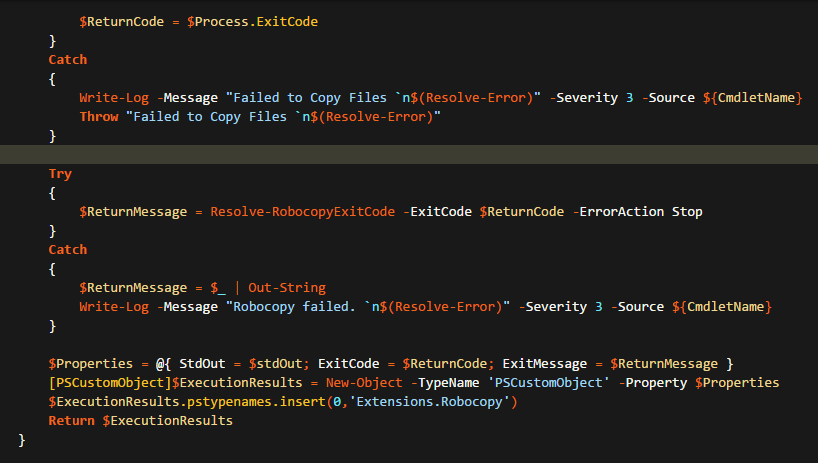 $ReturnCode = $Process.ExitCode
}
Catch
{
Write-Log -Message "Failed to Copy Files `n$(Resolve-Error)" -Severity 3 -Source ${CmdletName}
Throw "Failed to Copy Files `n$(Resolve-Error)"
}
Try
{
$ReturnMessage = Resolve-RobocopyExitCode -ExitCode $ReturnCode -ErrorAction Stop
}
Catch
{
$ReturnMessage = $_ | Out-String
Write-Log -Message "Robocopy failed. `n$(Resolve-Error)" -Severity 3 -Source ${CmdletName}
}
$Properties = @{ StdOut = $stdOut; ExitCode = $ReturnCode; ExitMessage = $ReturnMessage }
[PSCustomObject]$ExecutionResults = New-Object -TypeName 'PSCustomObject' -Property $Properties
$ExecutionResults.pstypenames.insert(0,'Extensions.Robocopy')
Return $ExecutionResults
}